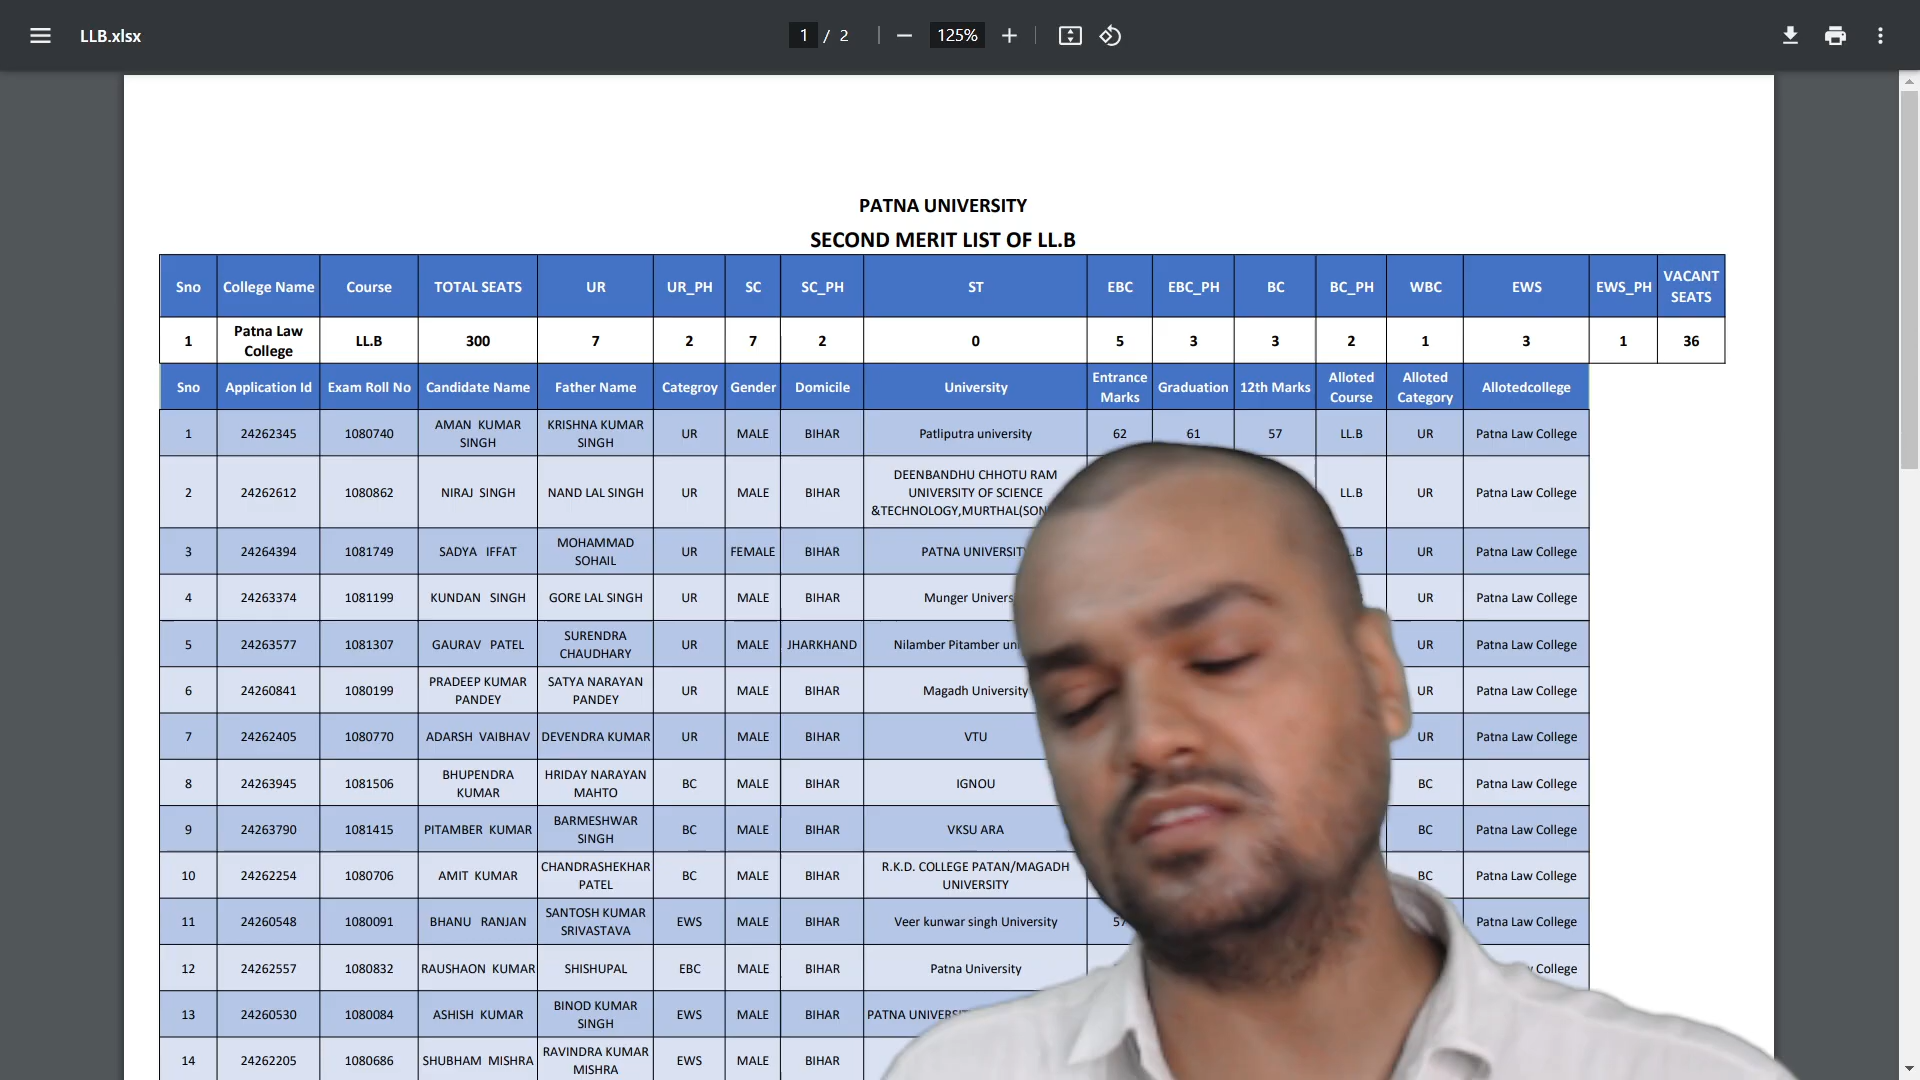 LLB.xlsx 1 / 2 125%
PATNA UNIVERSITY
SECOND MERIT LIST OF LL.B
Sno College Name Course TOTAL SEATS UR UR_PH SC SC_PH ST EBC EBC_PH BC BC_PH WBC EWS EWS_PH VACANT SEATS
1 Patna Law College LL.B 300 7 2 7 2 0 5 3 3 2 1 3 1 36
Sno Application Id Exam Roll No Candidate Name Father Name Categroy Gender Domicile University Entrance Marks Graduation 12th Marks Alloted Course Alloted Category Allotedcollege
1 24262345 1080740 AMAN KUMAR SINGH KRISHNA KUMAR SINGH UR MALE BIHAR Patliputra university 62 61 57 LL.B UR Patna Law College
2 24262612 1080862 NIRAJ SINGH NAND LAL SINGH UR MALE BIHAR DEENBANDHU CHHOTU RAM UNIVERSITY OF SCIENCE &TECHNOLOGY,MURTHAL(SON LL.B UR Patna Law College
3 24264394 1081749 SADYA IFFAT MOHAMMAD SOHAIL UR FEMALE BIHAR PATNA UNIVERSIT .B UR Patna Law College
4 24263374 1081199 KUNDAN SINGH GORE LAL SINGH UR MALE BIHAR Munger Univers UR Patna Law College
5 24263577 1081307 GAURAV PATEL SURENDRA CHAUDHARY UR MALE JHARKHAND Nilamber Pitamber un UR Patna Law College
6 24260841 1080199 PRADEEP KUMAR PANDEY SATYA NARAYAN PANDEY UR MALE BIHAR Magadh University UR Patna Law College
7 24262405 1080770 ADARSH VAIBHAV DEVENDRA KUMAR UR MALE BIHAR VTU UR Patna Law College
8 24263945 1081506 BHUPENDRA KUMAR HRIDAY NARAYAN MAHTO BC MALE BIHAR IGNOU BC Patna Law College
9 24263790 1081415 PITAMBER KUMAR BARMESHWAR SINGH BC MALE BIHAR VKSU ARA BC Patna Law College
10 24262254 1080706 AMIT KUMAR CHANDRASHEKHAR PATEL BC MALE BIHAR R.K.D. COLLEGE PATAN/MAGADH UNIVERSITY BC Patna Law College
11 24260548 1080091 BHANU RANJAN SANTOSH KUMAR SRIVASTAVA EWS MALE BIHAR Veer kunwar singh University 57 Patna Law College
12 24262557 1080832 RAUSHAON KUMAR SHISHUPAL EBC MALE BIHAR Patna University College
13 24260530 1080084 ASHISH KUMAR BINOD KUMAR SINGH EWS MALE BIHAR PATNA UNIVERS
14 24262205 1080686 SHUBHAM MISHRA RAVINDRA KUMAR MISHRA EWS MALE BIHAR